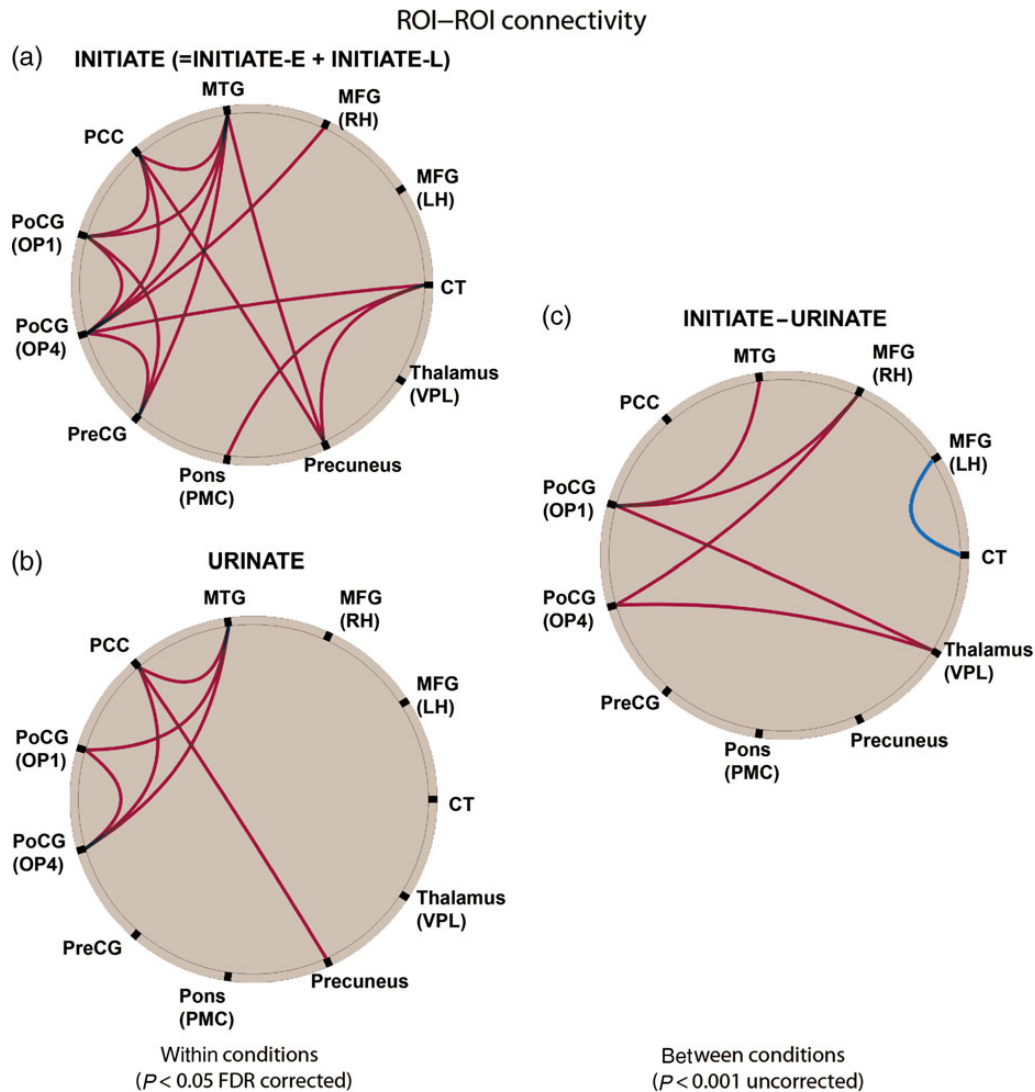 ROI–ROI connectivity
(a) INITIATE (=INITIATE-E + INITIATE-L)
MTG
MFG
(RH)
PCC
MFG
(LH)
PoCG
(OP1)
CT
PoCG
(OP4)
Thalamus
(VPL)
PreCG
Precuneus
Pons
(PMC)
(b) URINATE
MTG
MFG
(RH)
PCC
MFG
(LH)
PoCG
(OP1)
CT
PoCG
(OP4)
Thalamus
(VPL)
PreCG
Precuneus
Pons
(PMC)
Within conditions
(P < 0.05 FDR corrected)
(c) INITIATE–URINATE
MTG
MFG
(RH)
PCC
MFG
(LH)
PoCG
(OP1)
CT
PoCG
(OP4)
Thalamus
(VPL)
PreCG
Precuneus
Pons
(PMC)
Between conditions
(P < 0.001 uncorrected)